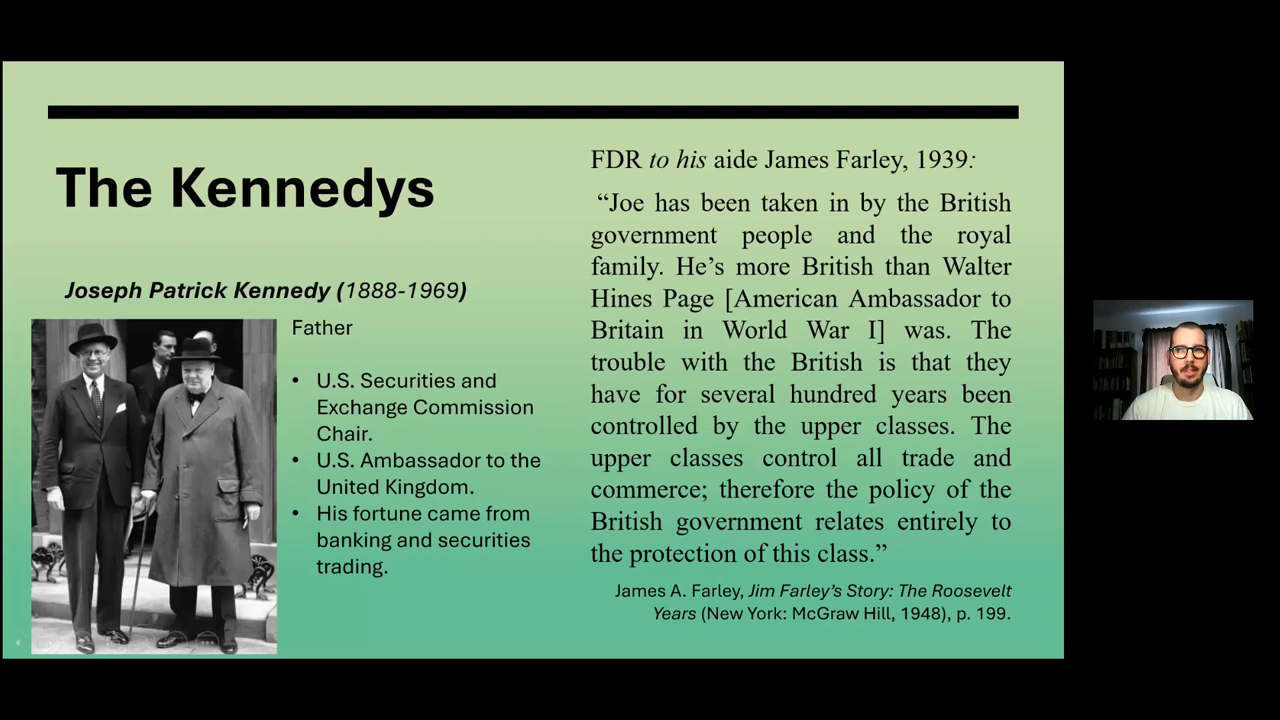 The Kennedys
Joseph Patrick Kennedy (1888-1969)
Father
• U.S. Securities and
Exchange Commission
Chair.
• U.S. Ambassador to the
United Kingdom.
• His fortune came from
banking and securities
trading.
FDR to his aide James Farley, 1939:
“Joe has been taken in by the British
government people and the royal
family. He’s more British than Walter
Hines Page [American Ambassador to
Britain in World War I] was. The
trouble with the British is that they
have for several hundred years been
controlled by the upper classes. The
upper classes control all trade and
commerce; therefore the policy of the
British government relates entirely to
the protection of this class.”
James A. Farley, Jim Farley’s Story: The Roosevelt
Years (New York: McGraw Hill, 1948), p. 199.